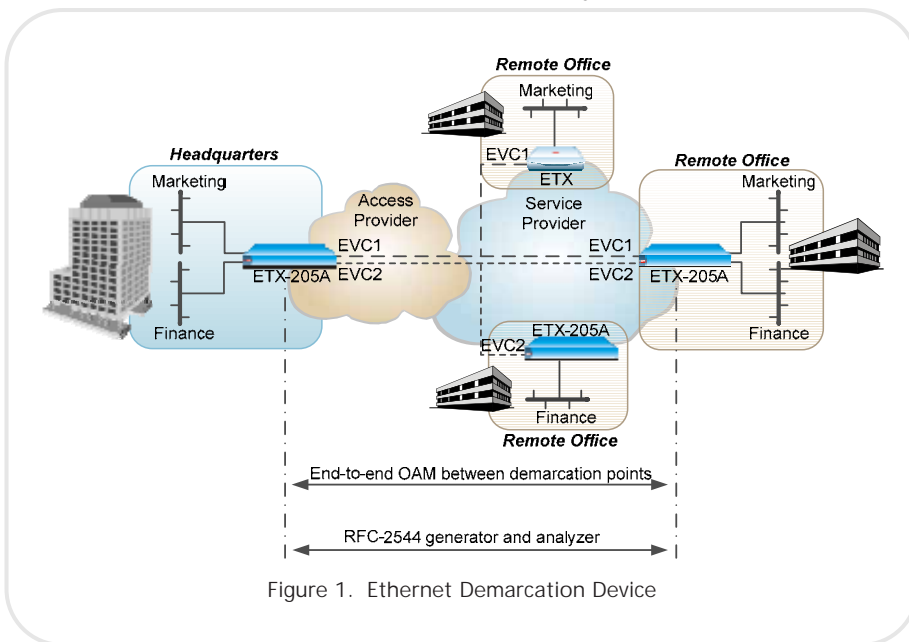 Remote Office
Marketing
EVC1
ETX
Headquarters
Marketing
Finance
ETX-205A
EVC1
EVC2
Access
Provider
Service
Provider
Remote Office
Marketing
EVC1
EVC2
ETX-205A
Finance
ETX-205A
EVC2
Finance
Remote Office
End-to-end OAM between demarcation points
RFC-2544 generator and analyzer
Figure 1. Ethernet Demarcation Device